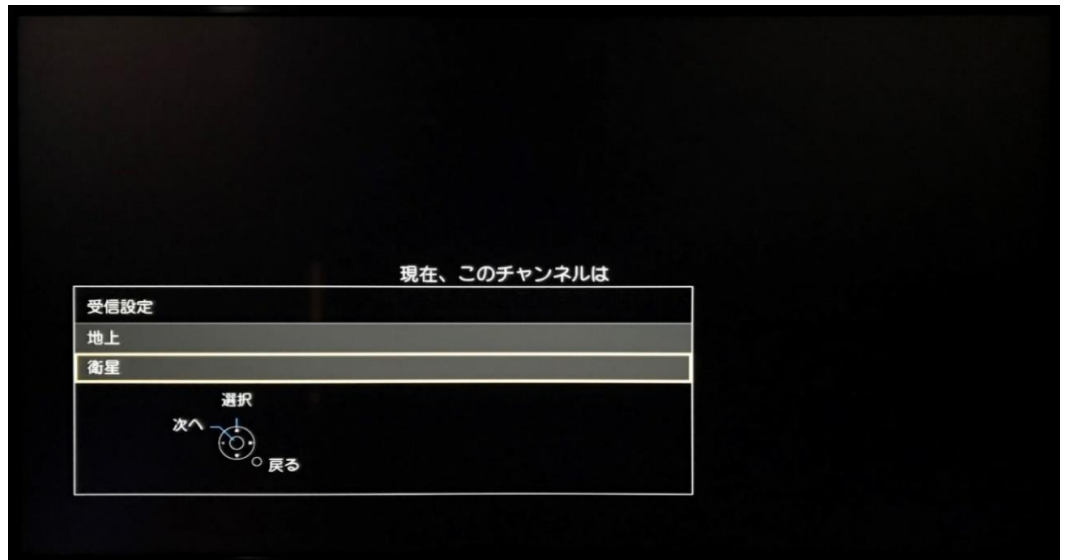 現在、このチャンネルは
受信設定
地上
衛星
選択
次へ
戻る